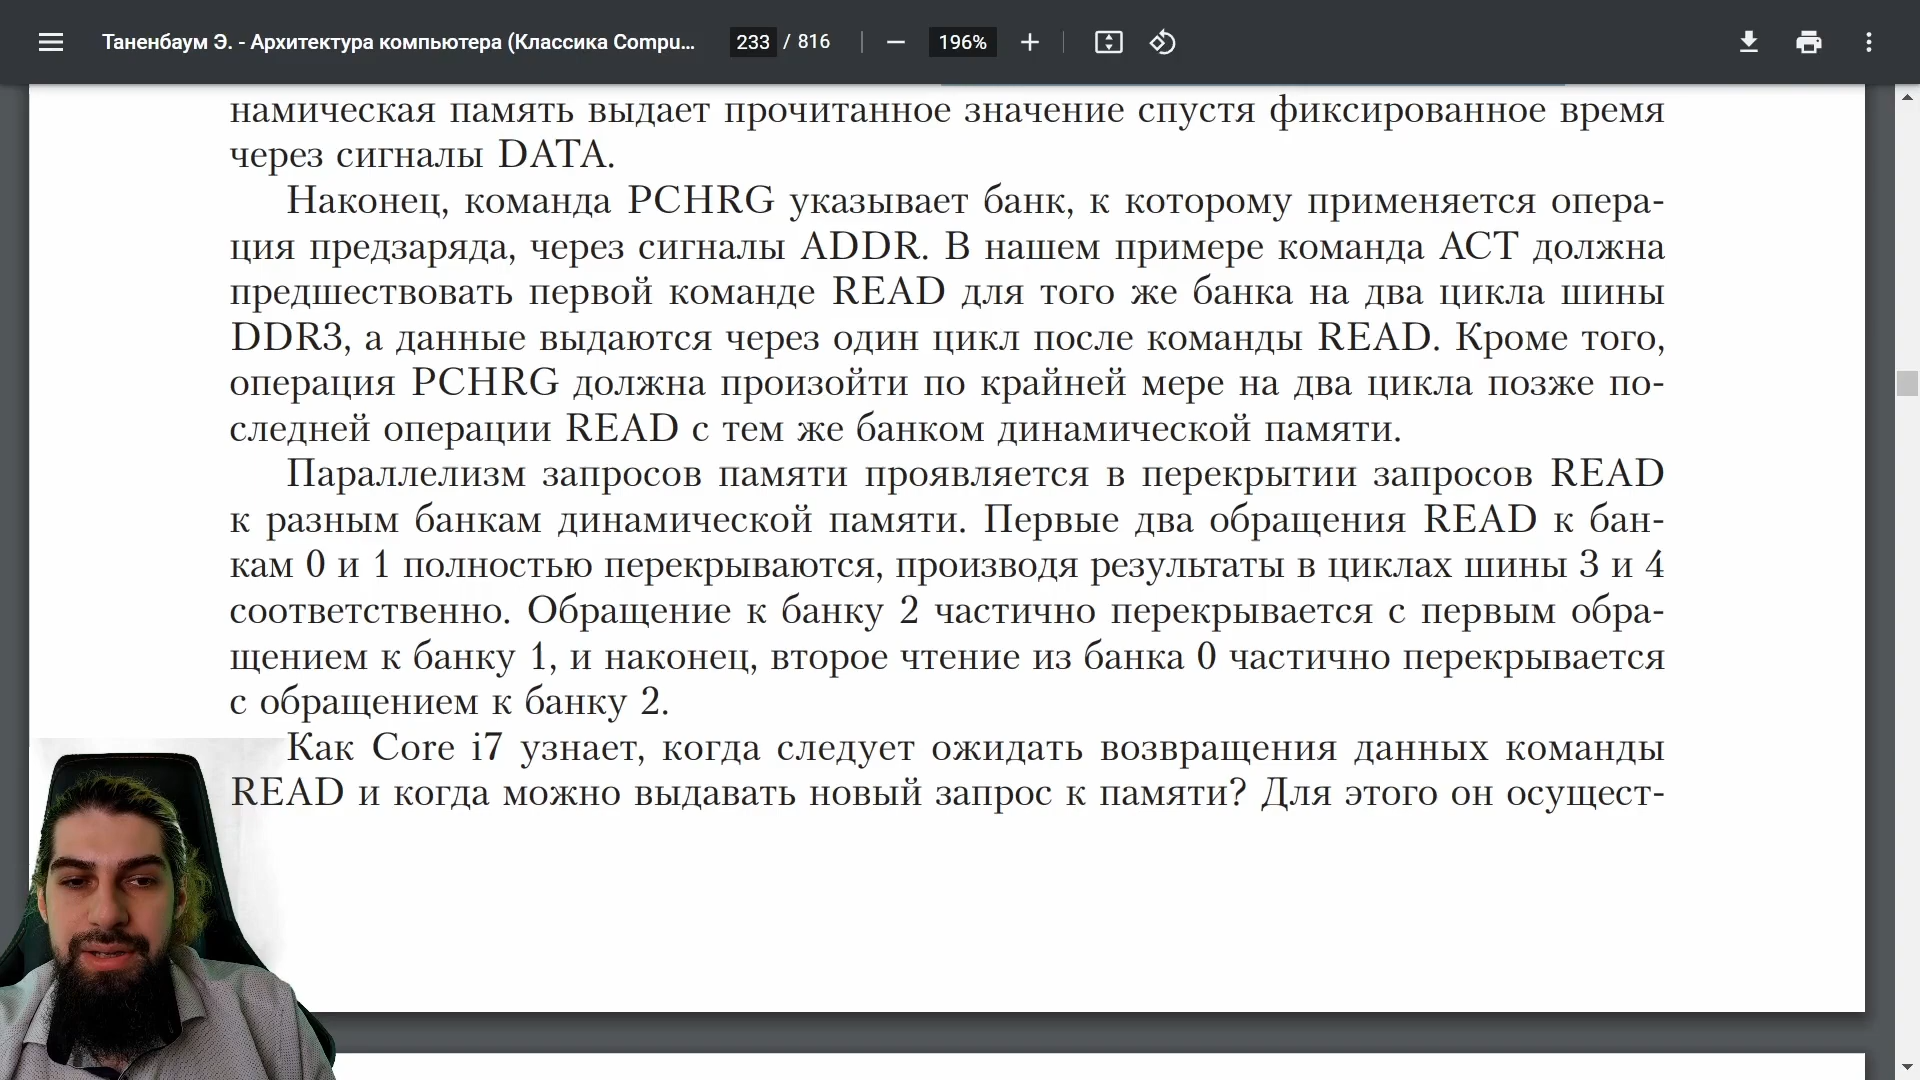 Таненбаум Э. - Архитектура компьютера (Классика Compu...
233 / 816
196%
намическая память выдает прочитанное значение спустя фиксированное время
через сигналы DATA.
Наконец, команда PCHRG указывает банк, к которому применяется опера-
ция предзаряда, через сигналы ADDR. В нашем примере команда ACT должна
предшествовать первой команде READ для того же банка на два цикла шины
DDR3, а данные выдаются через один цикл после команды READ. Кроме того,
операция PCHRG должна произойти по крайней мере на два цикла позже по-
следней операции READ с тем же банком динамической памяти.
Параллелизм запросов памяти проявляется в перекрытии запросов READ
к разным банкам динамической памяти. Первые два обращения READ к бан-
кам 0 и 1 полностью перекрываются, производя результаты в циклах шины 3 и 4
соответственно. Обращение к банку 2 частично перекрывается с первым обра-
щением к банку 1, и наконец, второе чтение из банка 0 частично перекрывается
с обращением к банку 2.
Как Core i7 узнает, когда следует ожидать возвращения данных команды
READ и когда можно выдавать новый запрос к памяти? Для этого он осущест-